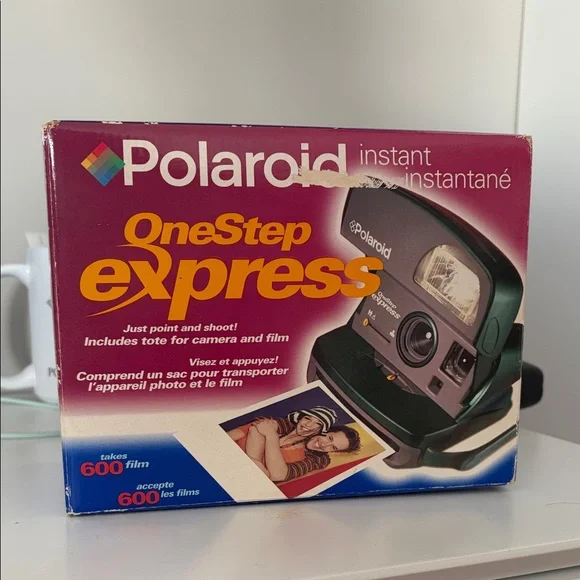 Polaroid instant
instantané
OneStep
express
Just point and shoot!
Includes tote for camera and film
Visez et appuyez!
Comprend un sac pour transporter
l'appareil photo et le film
takes
600 film
accepte
600 les films
Polaroid
OneStep
express